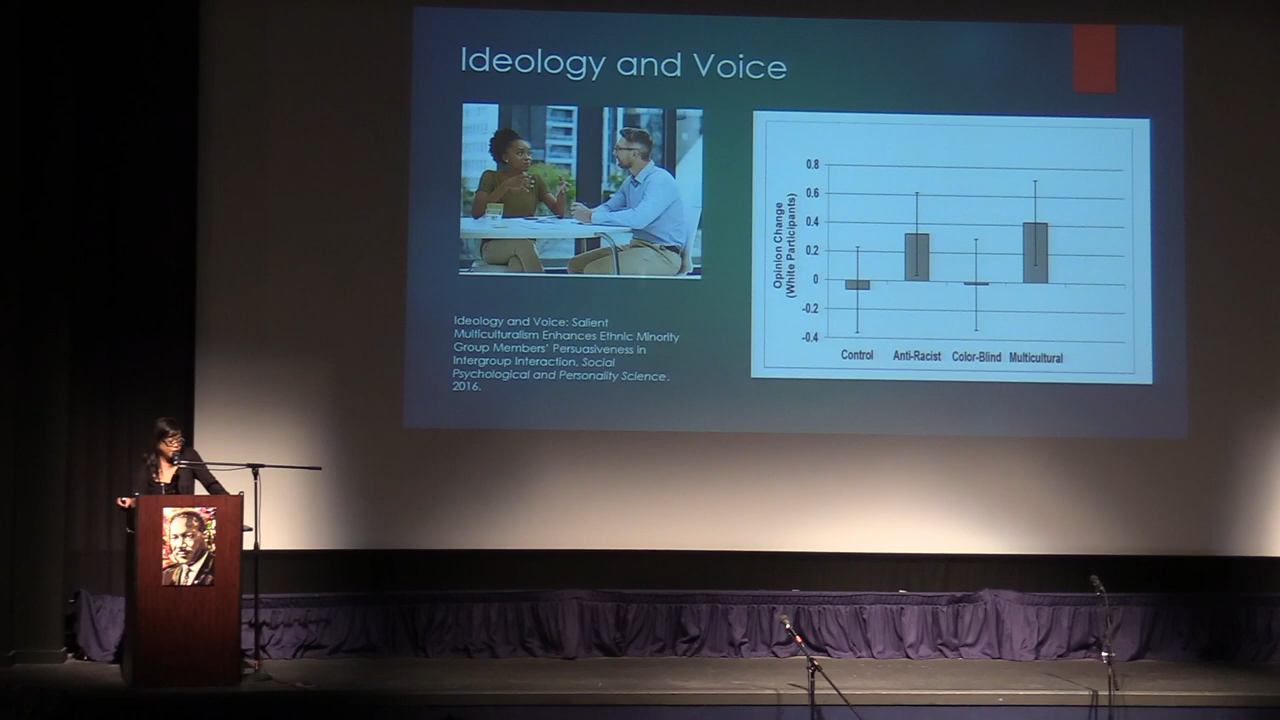 Ideology and Voice
Ideology and Voice: Salient
Multiculturalism Enhances Ethnic Minority
Group Members' Persuasiveness in
Intergroup Interaction, Social
Psychological and Personality Science.
2016.
Opinion Change
(White Participants)
0.8
0.6
0.4
0.2
0
-0.2
-0.4
Control Anti-Racist Color-Blind Multicultural